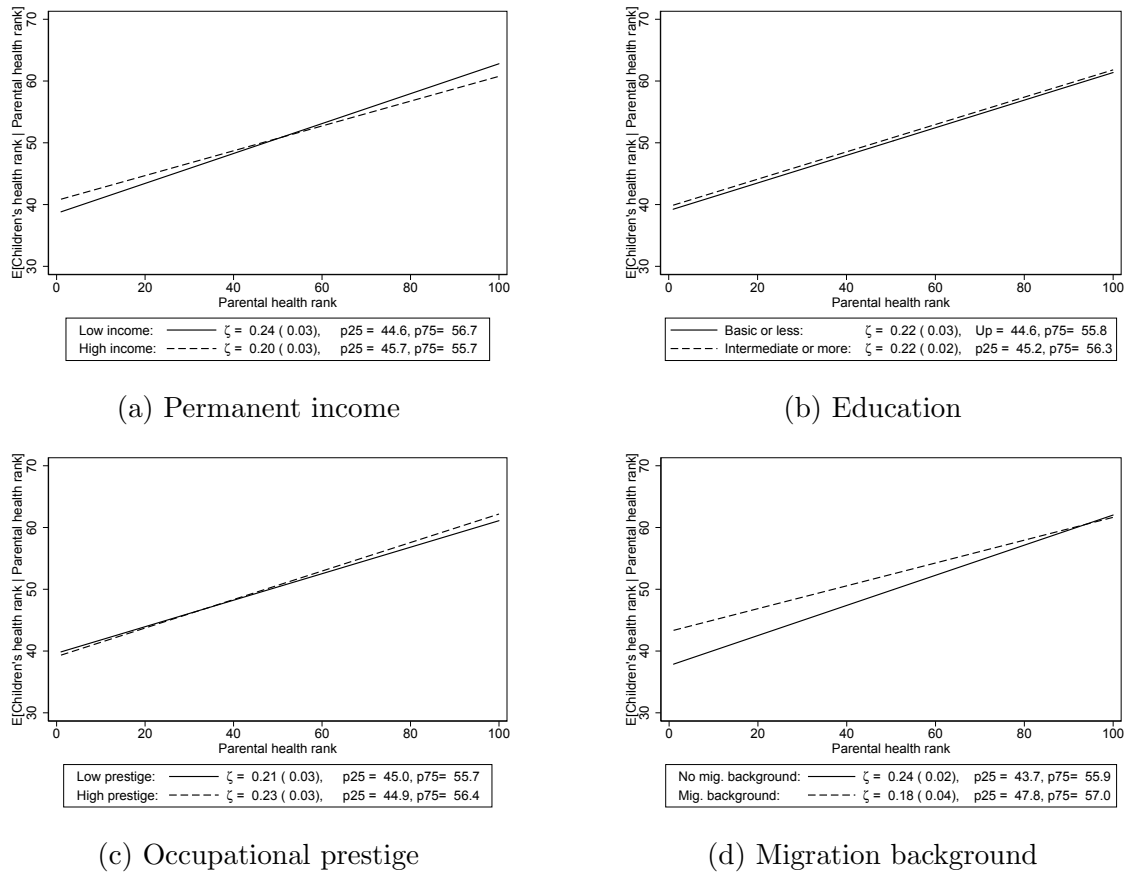 E[Children's health rank | Parental health rank]
70
60
50
40
30
0 20 40 60 80 100
Parental health rank
Low income: ζ = 0.24 ( 0.03), p25 = 44.6, p75= 56.7
High income: ζ = 0.20 ( 0.03), p25 = 45.7, p75= 55.7
(a) Permanent income
E[Children's health rank | Parental health rank]
70
60
50
40
30
0 20 40 60 80 100
Parental health rank
Basic or less: ζ = 0.22 ( 0.03), Up = 44.6, p75= 55.8
Intermediate or more: ζ = 0.22 ( 0.02), p25 = 45.2, p75= 56.3
(b) Education
E[Children's health rank | Parental health rank]
70
60
50
40
30
0 20 40 60 80 100
Parental health rank
Low prestige: ζ = 0.21 ( 0.03), p25 = 45.0, p75= 55.7
High prestige: ζ = 0.23 ( 0.03), p25 = 44.9, p75= 56.4
(c) Occupational prestige
E[Children's health rank | Parental health rank]
70
60
50
40
30
0 20 40 60 80 100
Parental health rank
No mig. background: ζ = 0.24 ( 0.02), p25 = 43.7, p75= 55.9
Mig. background: ζ = 0.18 ( 0.04), p25 = 47.8, p75= 57.0
(d) Migration background